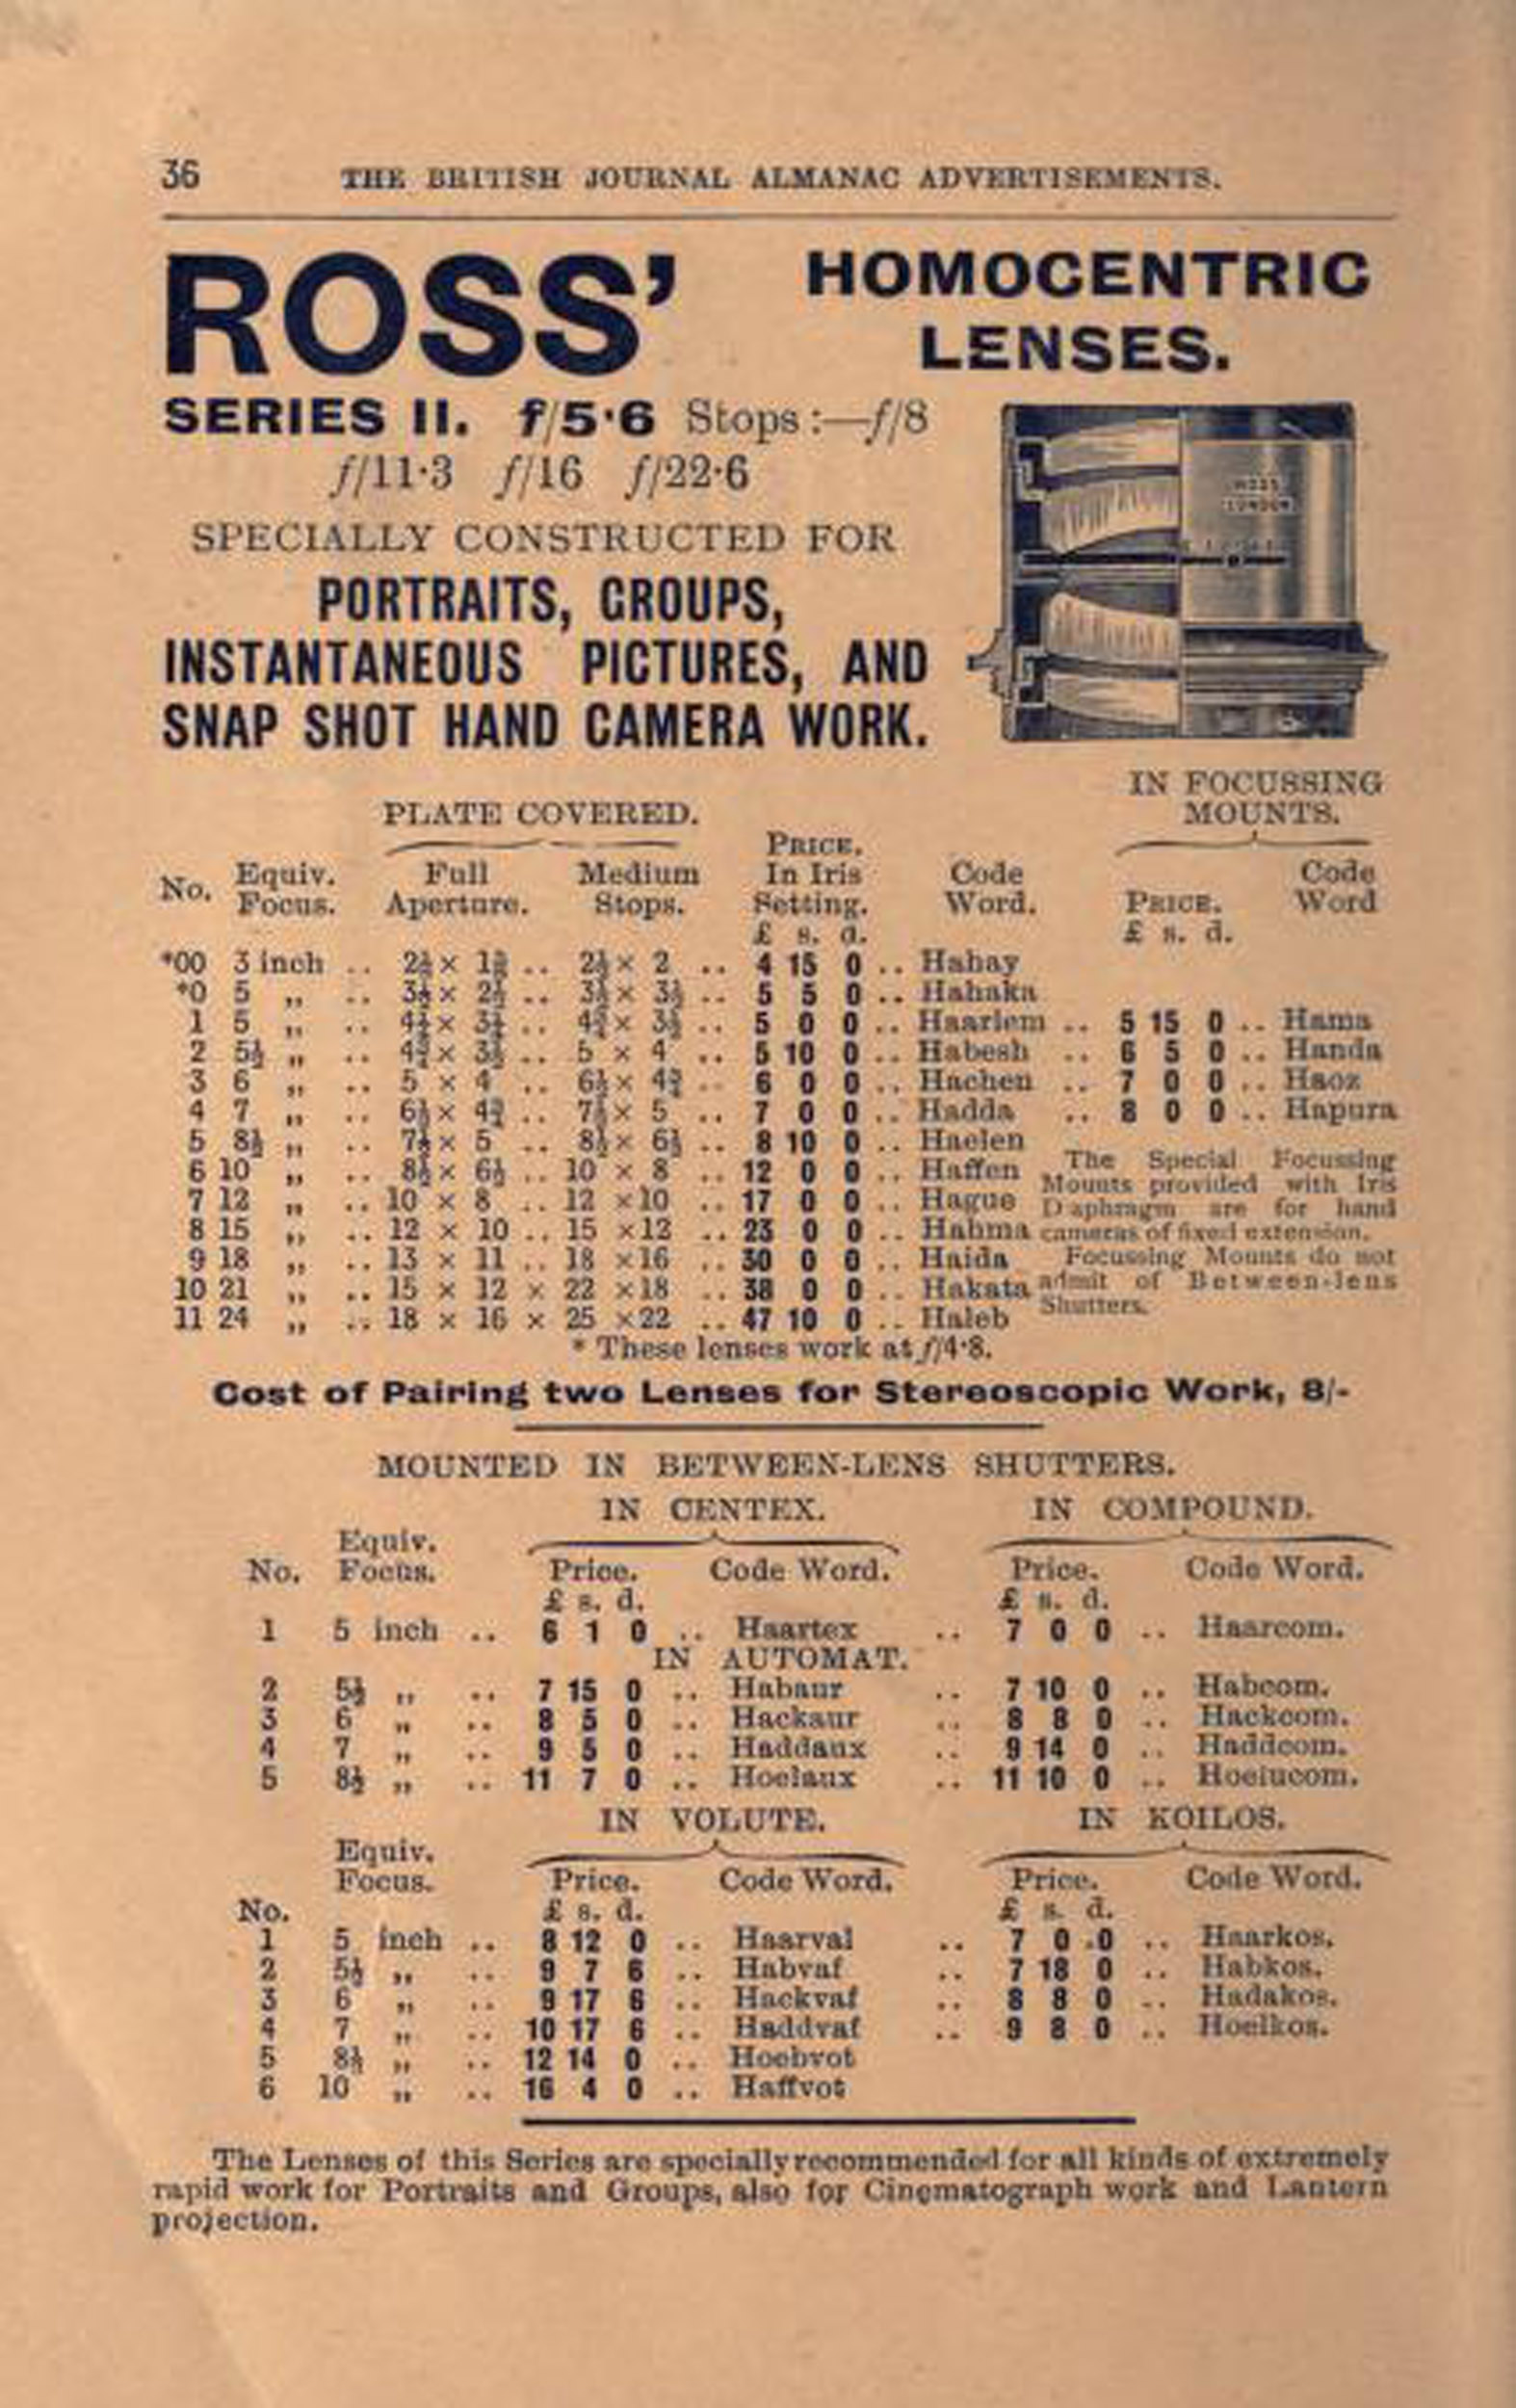 36 THE BRITISH JOURNAL ALMANAC ADVERTISEMENTS.
ROSS' HOMOCENTRIC
LENSES.
SERIES II. f/5·6 Stops:—f/8
f/11·3 f/16 f/22·6
SPECIALLY CONSTRUCTED FOR
PORTRAITS, GROUPS,
INSTANTANEOUS PICTURES, AND
SNAP SHOT HAND CAMERA WORK.
ROSS
LONDON
IN FOCUSSING
MOUNTS.
PLATE COVERED.
PRICE.
No. Equiv. Full Medium In Iris Code Code
Focus. Aperture. Stops. Setting. Word. PRICE. Word
£ s. d. £ s. d.
*00 3 inch .. 2½ × .. 2½ × 2 .. 4 15 0 .. Habay
*0 5 „ .. 3½ × 2½ .. 3½ × 3½ .. 5 5 0 .. Hahaka
1 5 „ .. 4¼ × 3¼ .. .. 5 0 0 .. Haarlem .. 5 15 0 .. Hama
2 5½ „ .. .. 5 × 4 .. 5 10 0 .. Habesh .. 6 5 0 .. Handa
3 6 „ .. 5 × 4 .. 6½ × 4¾ .. 6 0 0 .. Hachen .. 7 0 0 .. Haoz
4 7 „ .. 6½ × 4¾ .. 7½ × 5 .. 7 0 0 .. Hadda .. 8 0 0 .. Hapura
5 8½ „ .. 7½ × 5 .. 8½ × 6½ .. 8 10 0 .. Haelen
6 10 „ .. 8½ × 6½ .. 10 × 8 .. 12 0 0 .. Haffen
7 12 „ .. 10 × 8 .. 12 × 10 .. 17 0 0 .. Hague
8 15 „ .. 12 × 10 .. 15 × 12 .. 23 0 0 .. Hahma
9 18 „ .. 13 × 11 .. 18 × 16 .. 30 0 0 .. Haida
10 21 „ .. 15 × 12 × 22 × 18 .. 38 0 0 .. Hakata
11 24 „ .. 18 × 16 × 25 × 22 .. 47 10 0 .. Haleb
The Special Focussing
Mounts provided with Iris
Diaphragm are for hand
cameras of fixed extension.
Focussing Mounts do not
admit of Between-lens
Shutters.
* These lenses work at f/4·8.
Cost of Pairing two Lenses for Stereoscopic Work, 8/-
MOUNTED IN BETWEEN-LENS SHUTTERS.
IN CENTEX. IN COMPOUND.
Equiv.
No. Focus. Price. Code Word. Price. Code Word.
£ s. d. £ s. d.
1 5 inch .. 6 1 0 .. Haartex .. 7 0 0 .. Haarcom.
IN AUTOMAT.
2 5½ „ .. 7 15 0 .. Habaur .. 7 10 0 .. Habcom.
3 6 „ .. 8 5 0 .. Hackaur .. 8 8 0 .. Hackcom.
4 7 „ .. 9 5 0 .. Haddaux .. 9 14 0 .. Haddcom.
5 8½ „ .. 11 7 0 .. Hoelaux .. 11 10 0 .. Hoelucom.
IN VOLUTE. IN KOILOS.
Equiv.
Focus. Price. Code Word. Price. Code Word.
No. £ s. d. £ s. d.
1 5 inch .. 8 12 0 .. Haarval .. 7 0 0 .. Haarkos.
2 5½ „ .. 9 7 6 .. Habvaf .. 7 18 0 .. Habkos.
3 6 „ .. 9 17 6 .. Hackvaf .. 8 8 0 .. Hadakos.
4 7 „ .. 10 17 6 .. Haddvaf .. 9 8 0 .. Hoelkos.
5 8½ „ .. 12 14 0 .. Hoebvot
6 10 „ .. 16 4 0 .. Haffvot
The Lenses of this Series are specially recommended for all kinds of extremely
rapid work for Portraits and Groups, also for Cinematograph work and Lantern
projection.